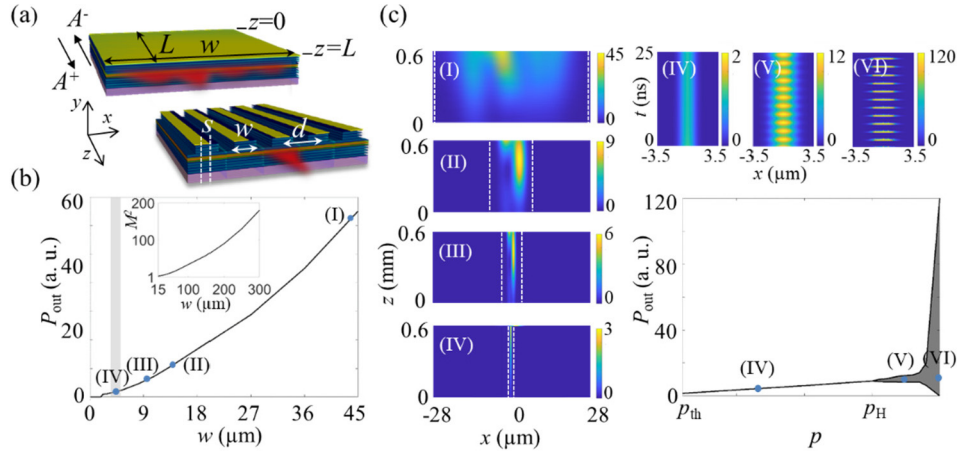 (a)
A⁻
A⁺
L
w
z=0
z=L
y
x
z
s
w
d
(b)
P_out (a. u.)
60
40
20
0
0
9
18
27
36
45
w (μm)
(I)
(II)
(III)
(IV)
M²
200
100
1
15
100
200
300
w (μm)
(c)
(I)
0.6
0
45
0
(II)
0.6
0
9
0
(III)
0.6
0
6
0
(IV)
0.6
0
3
0
z (mm)
-28
0
28
x (μm)
t (ns)
25
0
(IV)
2
0
(V)
12
0
(VI)
120
0
-3.5
3.5
-3.5
3.5
-3.5
3.5
x (μm)
P_out (a. u.)
120
80
40
0
(IV)
(V)
(VI)
p_th
p_H
p